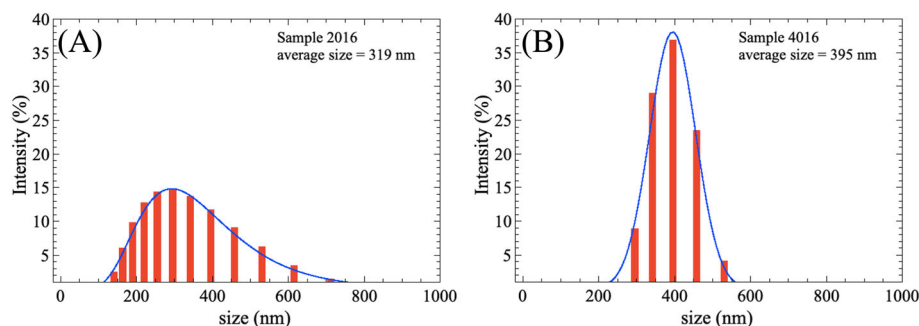 (A)
Sample 2016
average size = 319 nm
Intensity (%)
40
35
30
25
20
15
10
5
0 200 400 600 800 1000
size (nm)
(B)
Sample 4016
average size = 395 nm
Intensity (%)
40
35
30
25
20
15
10
5
0 200 400 600 800 1000
size (nm)